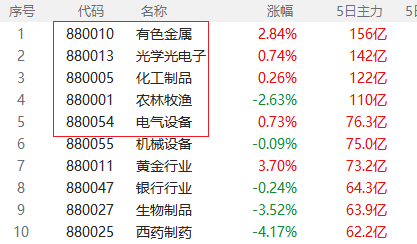 序号 代码 名称 涨幅 5日主力
1 880010 有色金属 2.84% 156亿
2 880013 光学光电子 0.74% 142亿
3 880005 化工制品 0.26% 122亿
4 880001 农林牧渔 -2.63% 110亿
5 880054 电气设备 0.73% 76.3亿
6 880055 机械设备 -0.09% 75.0亿
7 880011 黄金行业 3.70% 73.2亿
8 880047 银行行业 -0.24% 64.3亿
9 880027 生物制品 -3.52% 63.9亿
10 880025 西药制药 -4.17% 62.2亿